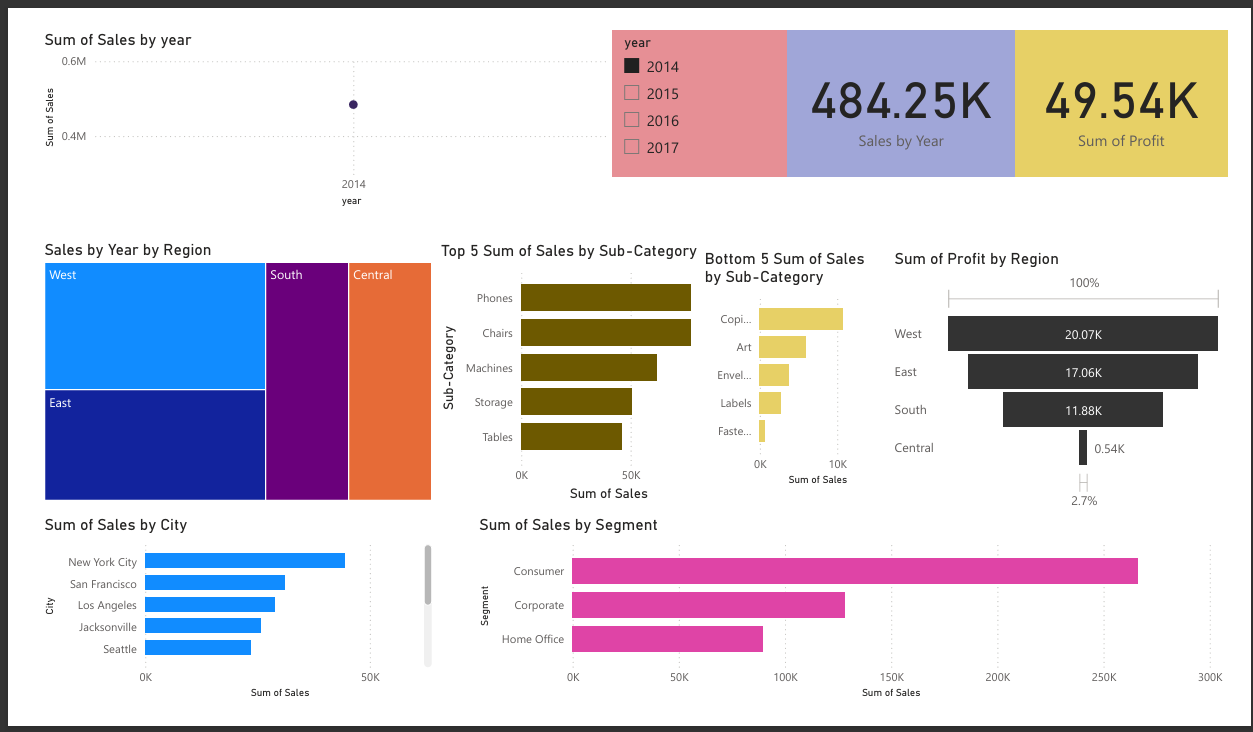 Sum of Sales by year
0.6M
0.4M
Sum of Sales
2014
year
year
2014
2015
2016
2017
484.25K
Sales by Year
49.54K
Sum of Profit
Sales by Year by Region
West
South
Central
East
Top 5 Sum of Sales by Sub-Category
Sub-Category
Phones
Chairs
Machines
Storage
Tables
0K
50K
Sum of Sales
Bottom 5 Sum of Sales
by Sub-Category
Copi...
Art
Envel...
Labels
Faste...
0K
10K
Sum of Sales
Sum of Profit by Region
100%
West
20.07K
East
17.06K
South
11.88K
Central
0.54K
2.7%
Sum of Sales by City
City
New York City
San Francisco
Los Angeles
Jacksonville
Seattle
0K
50K
Sum of Sales
Sum of Sales by Segment
Segment
Consumer
Corporate
Home Office
0K
50K
100K
150K
200K
250K
300K
Sum of Sales